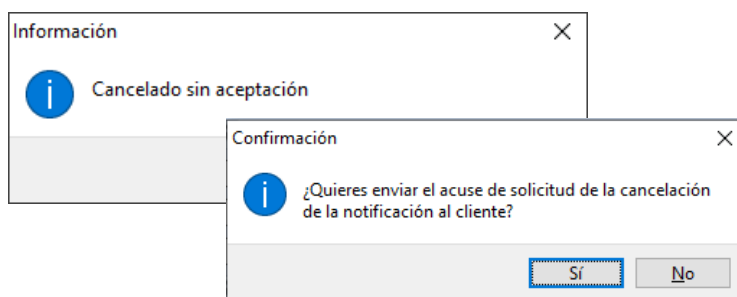 Información
Cancelado sin aceptación
Confirmación
¿Quieres enviar el acuse de solicitud de la cancelación
de la notificación al cliente?
Sí
No